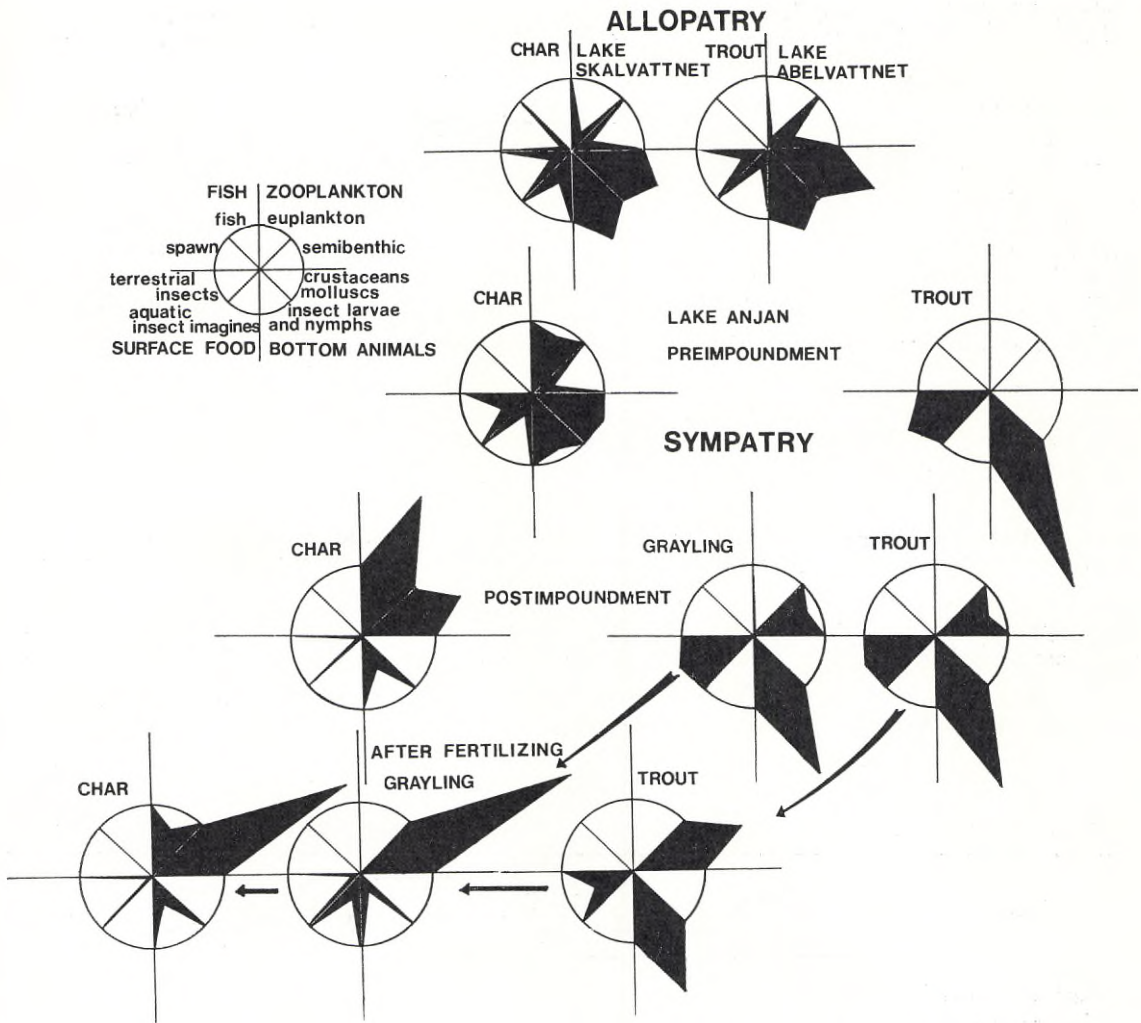 ALLOPATRY
CHAR LAKE SKALVATTNET
TROUT LAKE ABELVATTNET
FISH ZOOPLANKTON
fish euplankton
spawn semibenthic
terrestrial insects
crustaceans
molluscs
aquatic insect imagines
insect larvae and nymphs
SURFACE FOOD BOTTOM ANIMALS
CHAR
LAKE ANJAN
PREIMPOUNDMENT
TROUT
SYMPATRY
CHAR
POSTIMPOUNDMENT
GRAYLING
TROUT
AFTER FERTILIZING
CHAR
GRAYLING
TROUT